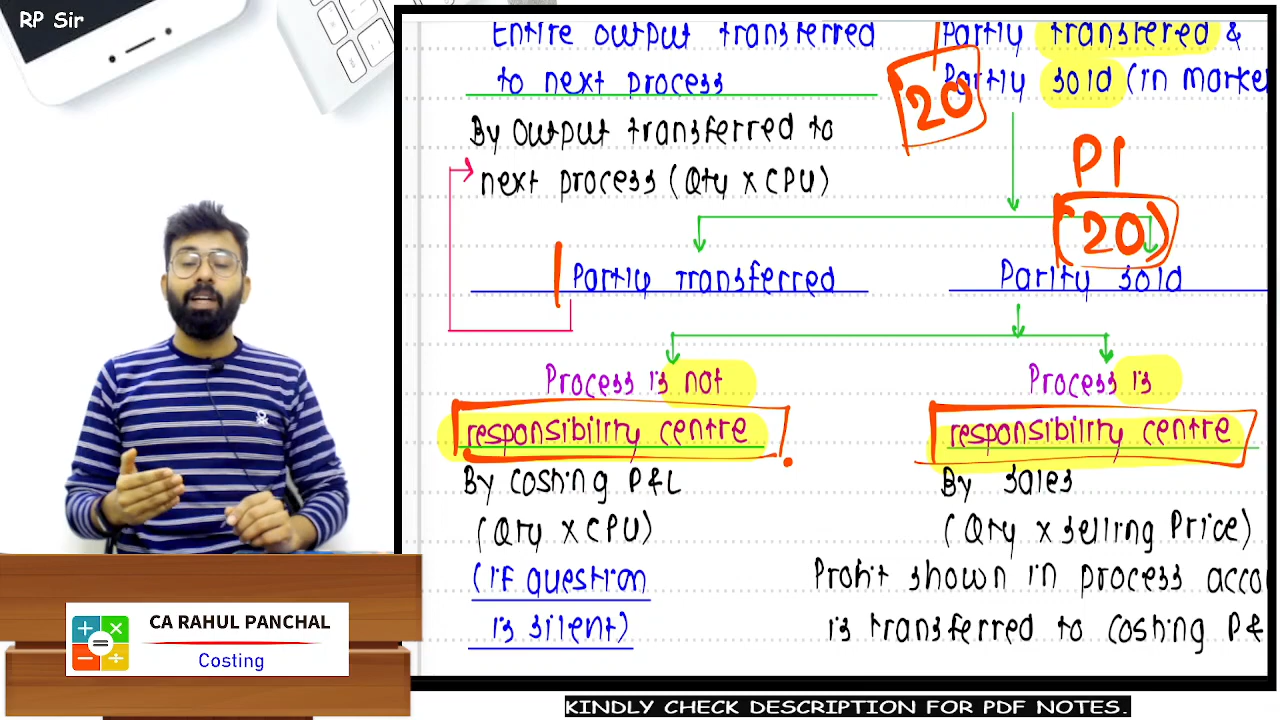 RP Sir
Entire output transferred
to next process
By output transferred to
next process (Qty x CPU)
Partly transfered &
Partly sold (in marke
20
P1
(20)
Partly transferred
Partly sold
Process is not
responsibility centre
By costing P&L
(Qty x CPU)
(if question
is silent)
Process is
responsibility centre
By sales
(Qty x selling Price)
Profit shown in process acco
is transferred to costing P&
CA RAHUL PANCHAL
Costing
KINDLY CHECK DESCRIPTION FOR PDF NOTES.